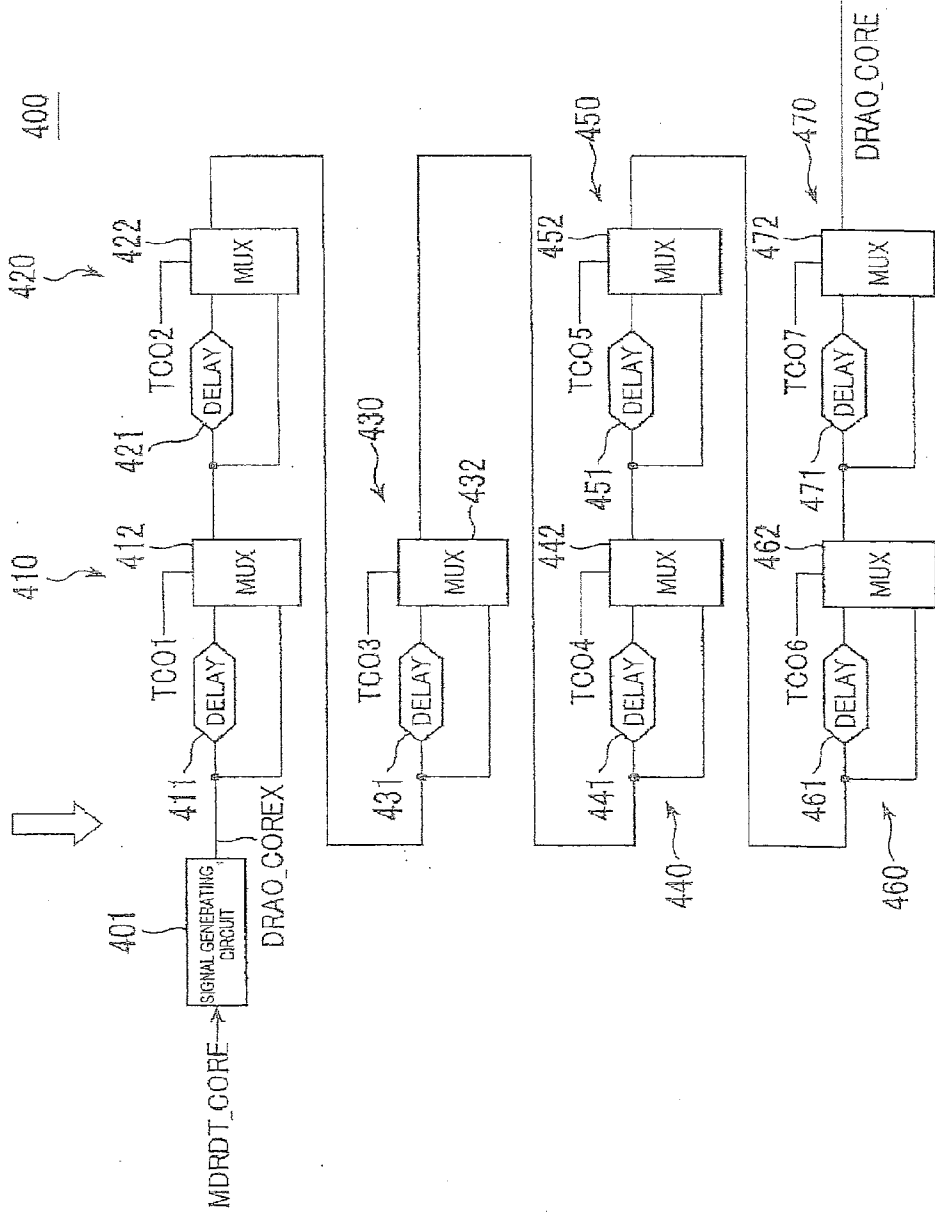 400
410
420
401
SIGNAL GENERATING
CIRCUIT
MDRDT_CORE
DRAO_COREX
411
DELAY
TCO1
412
MUX
421
DELAY
TCO2
422
MUX
430
431
DELAY
TCO3
432
MUX
440
441
DELAY
TCO4
442
MUX
450
451
DELAY
TCO5
452
MUX
460
461
DELAY
TCO6
462
MUX
470
471
DELAY
TCO7
472
MUX
DRAO_CORE